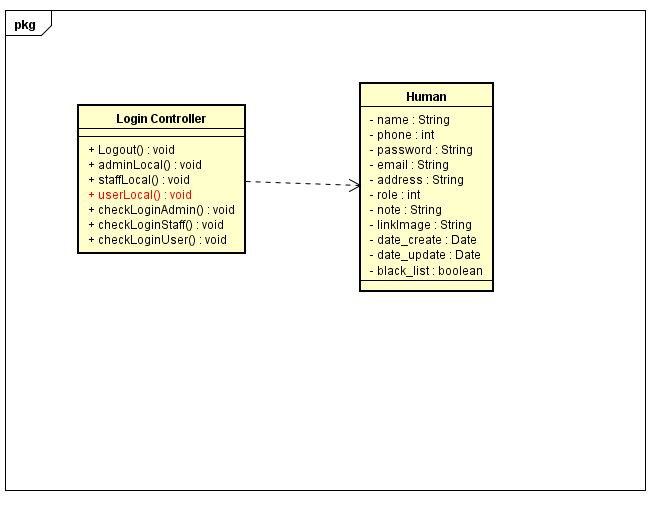 pkg
Login Controller
+ Logout() : void
+ adminLocal() : void
+ staffLocal() : void
+ userLocal() : void
+ checkLoginAdmin() : void
+ checkLoginStaff() : void
+ checkLoginUser() : void
Human
- name : String
- phone : int
- password : String
- email : String
- address : String
- role : int
- note : String
- linkImage : String
- date_create : Date
- date_update : Date
- black_list : boolean